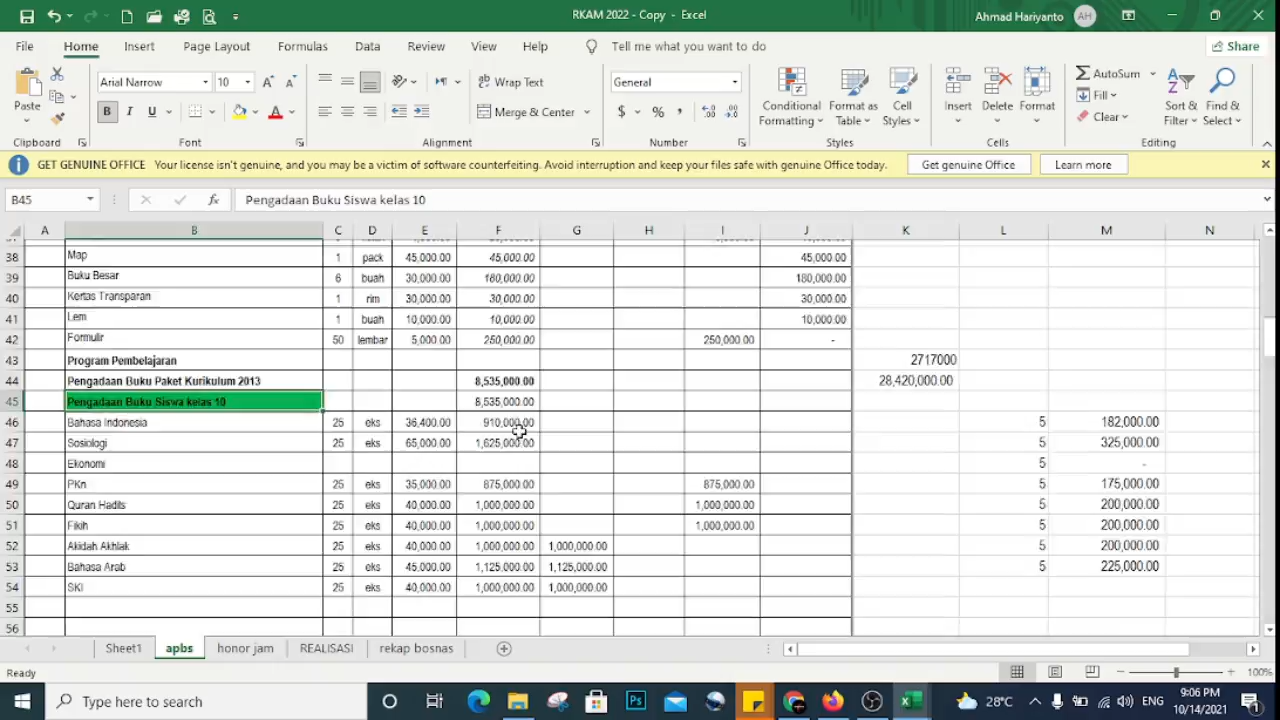 RKAM 2022 - Copy - Excel
Ahmad Hariyanto AH
File Home Insert Page Layout Formulas Data Review View Help Tell me what you want to do Share
Paste
Arial Narrow 10
B I U
Wrap Text
Merge & Center
General
$ %
Conditional Formatting
Format as Table
Cell Styles
Insert Delete Format
AutoSum
Fill
Clear
Sort & Filter
Find & Select
Clipboard Font Alignment Number Styles Cells Editing
GET GENUINE OFFICE Your license isn't genuine, and you may be a victim of software counterfeiting. Avoid interruption and keep your files safe with genuine Office today. Get genuine Office Learn more
B45 fx Pengadaan Buku Siswa kelas 10
A B C D E F G H I J K L M N
38 Map 1 pack 45,000.00 45,000.00 45,000.00
39 Buku Besar 6 buah 30,000.00 180,000.00 180,000.00
40 Kertas Transparan 1 rim 30,000.00 30,000.00 30,000.00
41 Lem 1 buah 10,000.00 10,000.00 10,000.00
42 Formulir 50 lembar 5,000.00 250,000.00 250,000.00 -
43 Program Pembelajaran 2717000
44 Pengadaan Buku Paket Kurikulum 2013 8,535,000.00 28,420,000.00
45 Pengadaan Buku Siswa kelas 10 8,535,000.00
46 Bahasa Indonesia 25 eks 36,400.00 910,000.00 5 182,000.00
47 Sosiologi 25 eks 65,000.00 1,625,000.00 5 325,000.00
48 Ekonomi 5 -
49 PKn 25 eks 35,000.00 875,000.00 875,000.00 5 175,000.00
50 Quran Hadits 25 eks 40,000.00 1,000,000.00 1,000,000.00 5 200,000.00
51 Fikih 25 eks 40,000.00 1,000,000.00 1,000,000.00 5 200,000.00
52 Akidah Akhlak 25 eks 40,000.00 1,000,000.00 1,000,000.00 5 200,000.00
53 Bahasa Arab 25 eks 45,000.00 1,125,000.00 1,125,000.00 5 225,000.00
54 SKI 25 eks 40,000.00 1,000,000.00 1,000,000.00
55
56
Sheet1 apbs honor jam REALISASI rekap bosnas
Ready 100%
Type here to search
28°C ENG
9:06 PM
10/14/2021